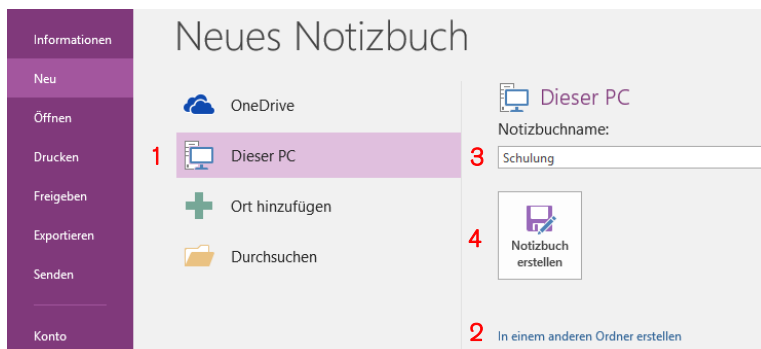 Neues Notizbuch
Informationen
Neu
Öffnen
Drucken
Freigeben
Exportieren
Senden
Konto
OneDrive
1 Dieser PC
Ort hinzufügen
Durchsuchen
Dieser PC
Notizbuchname:
3 Schulung
4 Notizbuch
erstellen
2 In einem anderen Ordner erstellen